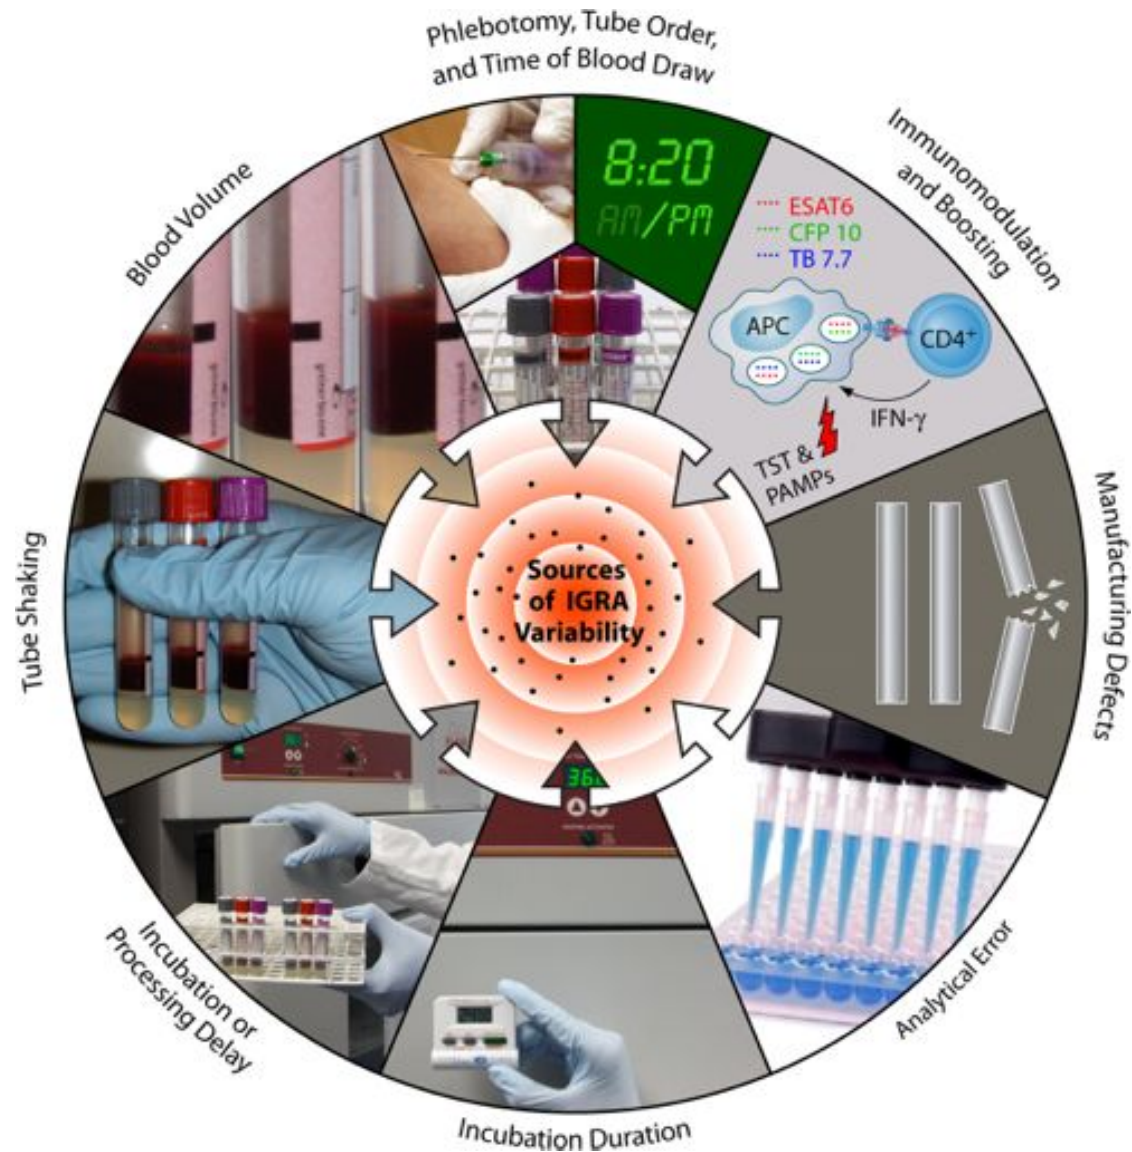 Phlebotomy, Tube Order,
and Time of Blood Draw
Immunomodulation
and Boosting
Manufacturing Defects
Analytical Error
Incubation Duration
Incubation or
Processing Delay
Tube Shaking
Blood Volume
8:20
AM/PM
ESAT6
CFP 10
TB 7.7
APC
CD4⁺
IFN-γ
TST &
PAMPs
Sources
of IGRA
Variability